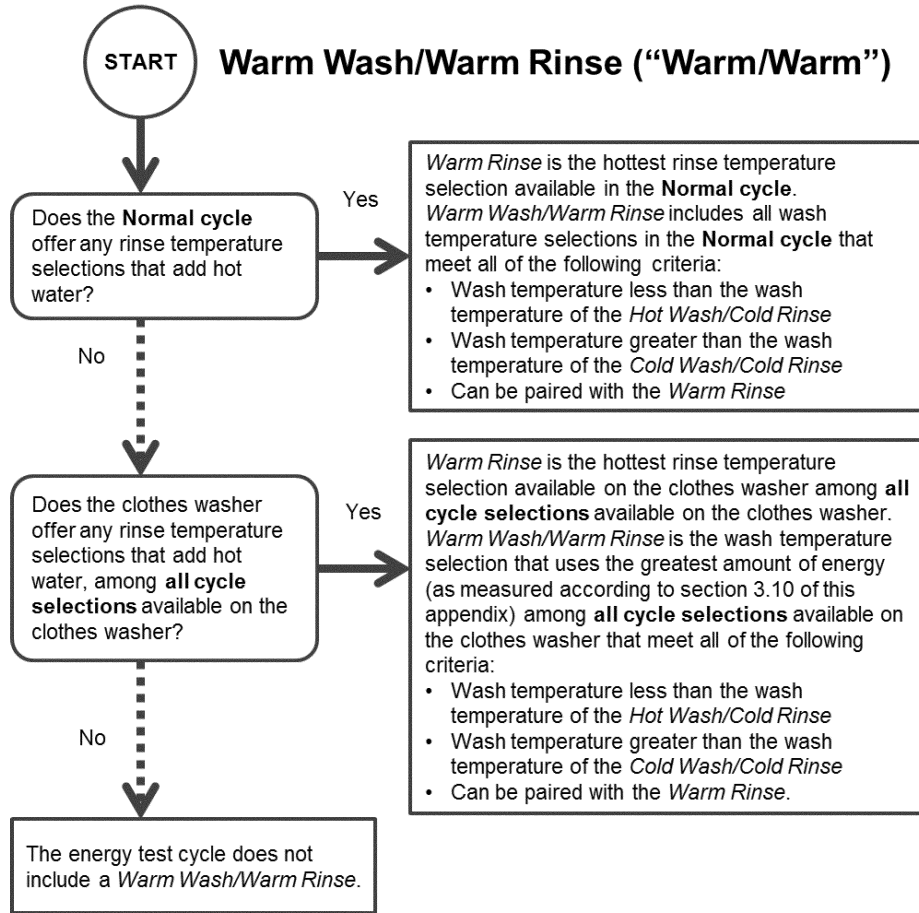 START
Warm Wash/Warm Rinse (“Warm/Warm”)
Does the Normal cycle
offer any rinse temperature
selections that add hot
water?
Yes
Warm Rinse is the hottest rinse temperature
selection available in the Normal cycle.
Warm Wash/Warm Rinse includes all wash
temperature selections in the Normal cycle that
meet all of the following criteria:
• Wash temperature less than the wash
temperature of the Hot Wash/Cold Rinse
• Wash temperature greater than the wash
temperature of the Cold Wash/Cold Rinse
• Can be paired with the Warm Rinse
No
Does the clothes washer
offer any rinse temperature
selections that add hot
water, among all cycle
selections available on the
clothes washer?
Yes
Warm Rinse is the hottest rinse temperature
selection available on the clothes washer among all
cycle selections available on the clothes washer.
Warm Wash/Warm Rinse is the wash temperature
selection that uses the greatest amount of energy
(as measured according to section 3.10 of this
appendix) among all cycle selections available on
the clothes washer that meet all of the following
criteria:
• Wash temperature less than the wash
temperature of the Hot Wash/Cold Rinse
• Wash temperature greater than the wash
temperature of the Cold Wash/Cold Rinse
• Can be paired with the Warm Rinse.
No
The energy test cycle does not
include a Warm Wash/Warm Rinse.